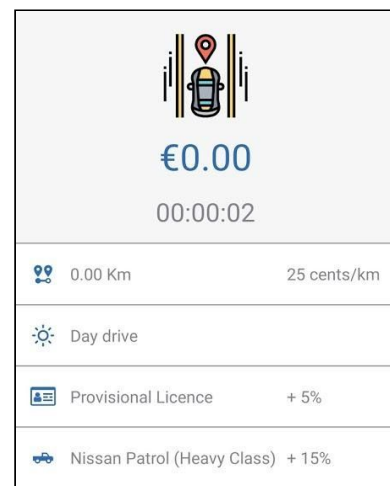 €0.00
00:00:02
0.00 Km 25 cents/km
Day drive
Provisional Licence + 5%
Nissan Patrol (Heavy Class) + 15%